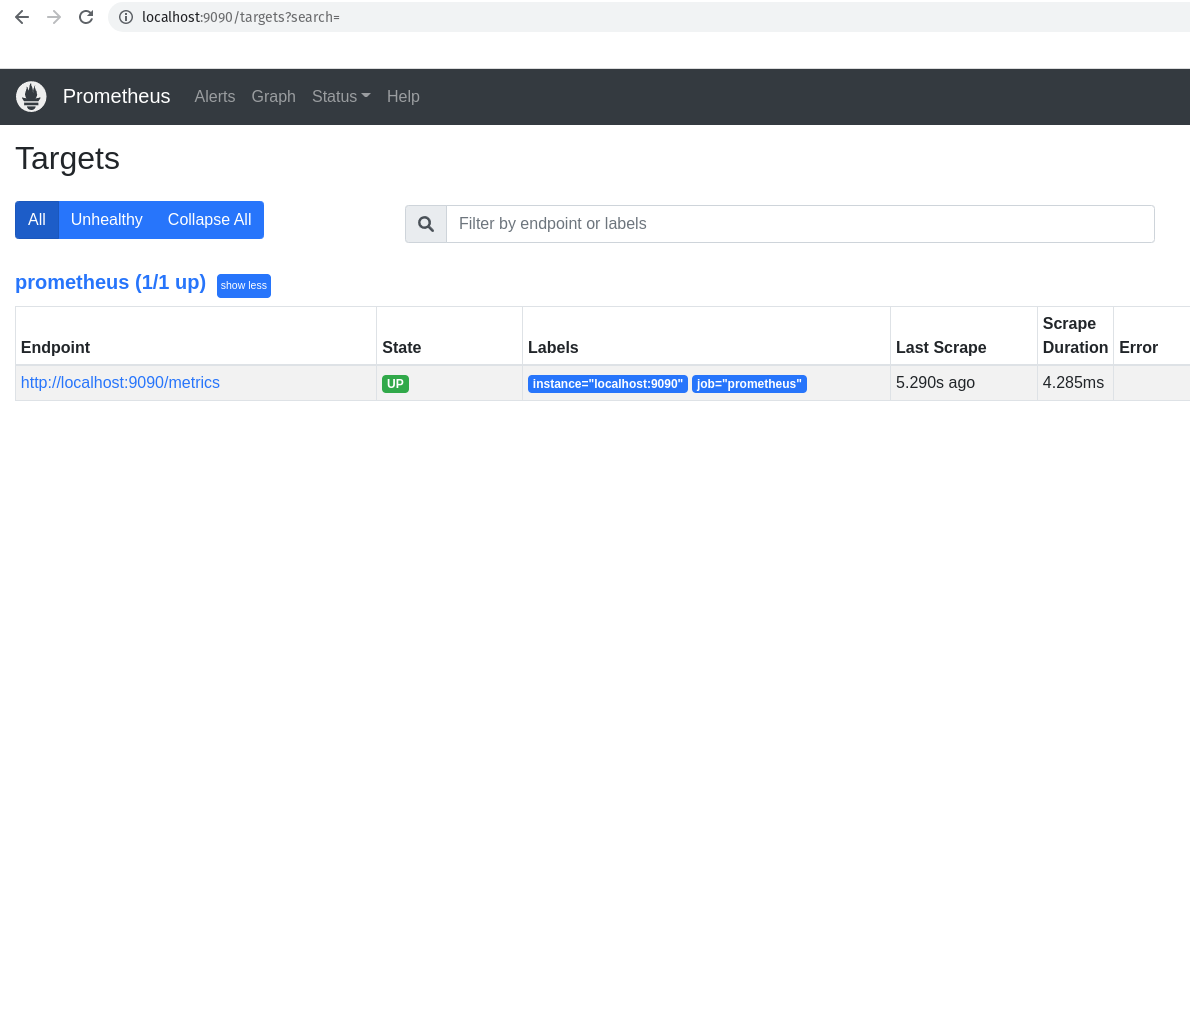 localhost:9090/targets?search=
Prometheus Alerts Graph Status Help
Targets
All Unhealthy Collapse All
Filter by endpoint or labels
prometheus (1/1 up) show less
Endpoint State Labels Last Scrape Scrape Duration Error
http://localhost:9090/metrics UP instance="localhost:9090" job="prometheus" 5.290s ago 4.285ms